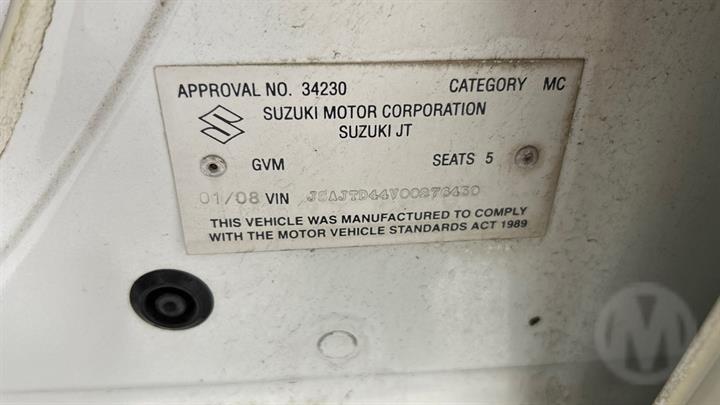 APPROVAL NO. 34230 CATEGORY MC
SUZUKI MOTOR CORPORATION
SUZUKI JT
GVM SEATS 5
01/08 VIN JSAJTD44V00276430
THIS VEHICLE WAS MANUFACTURED TO COMPLY
WITH THE MOTOR VEHICLE STANDARDS ACT 1989
M